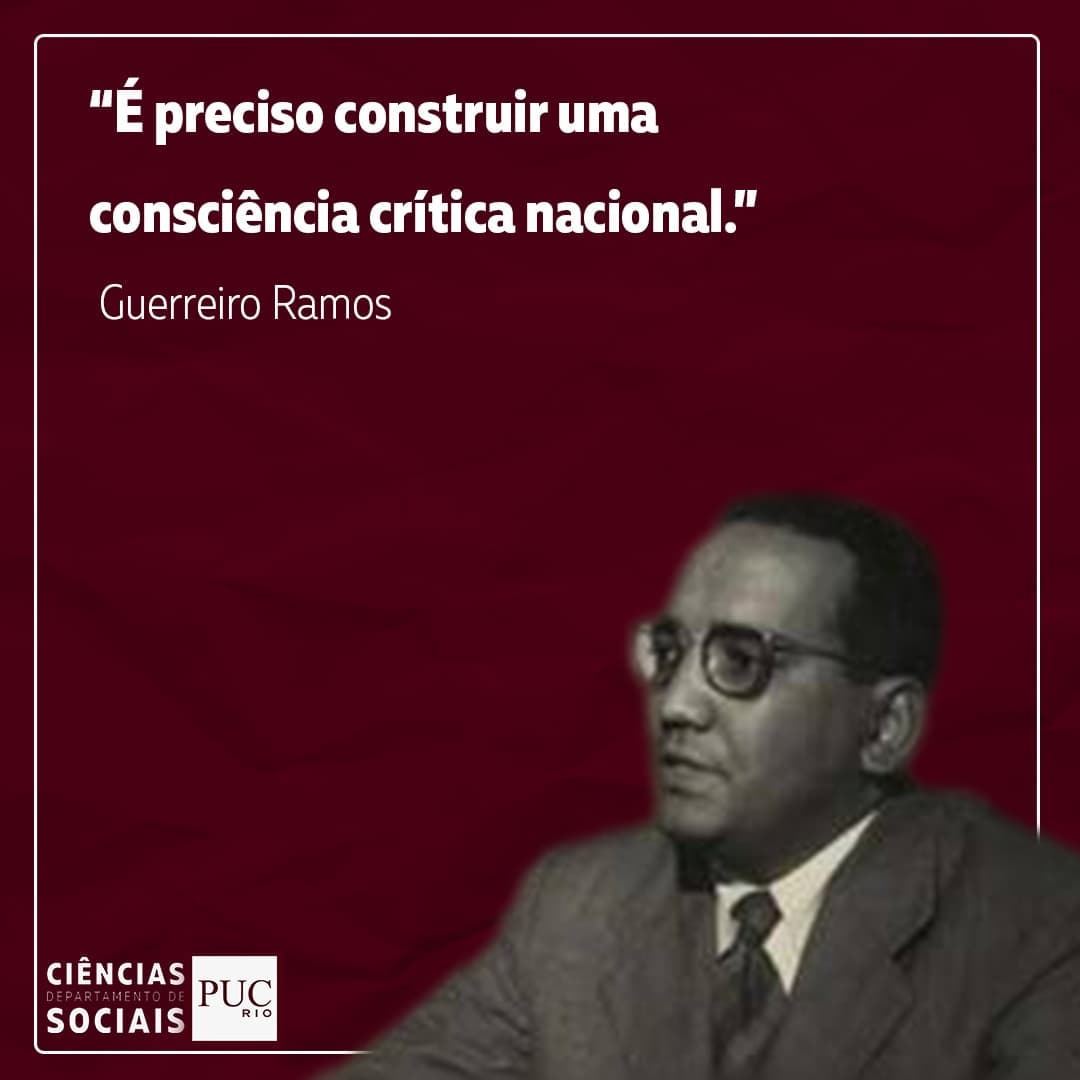 “É preciso construir uma
consciência crítica nacional.”
Guerreiro Ramos
CIÊNCIAS
DEPARTAMENTO DE
SOCIAIS
PUC
RIO